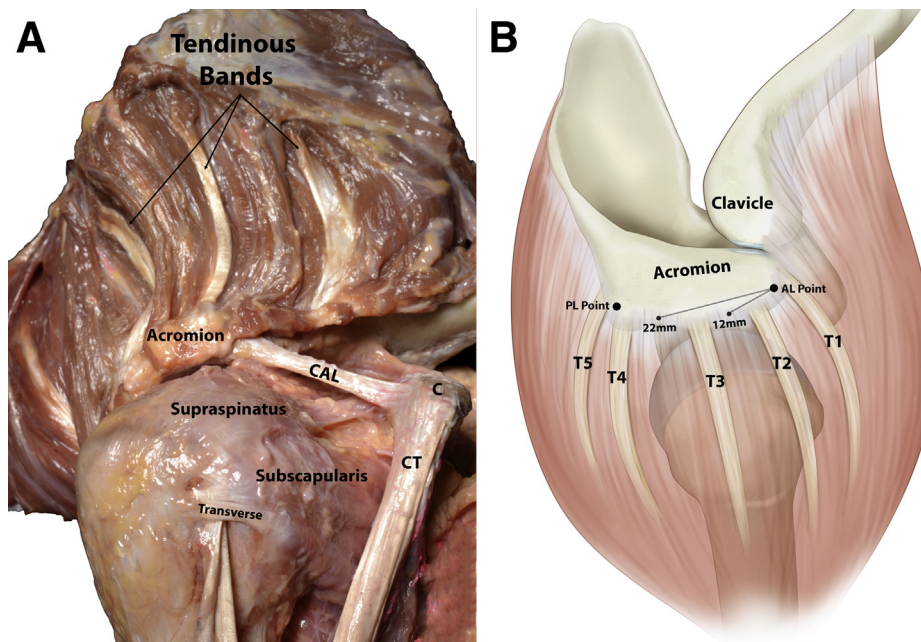 A
Tendinous
Bands
Acromion
CAL
C
Supraspinatus
CT
Subscapularis
Transverse
B
Clavicle
Acromion
AL Point
PL Point
22mm
12mm
T1
T2
T3
T4
T5